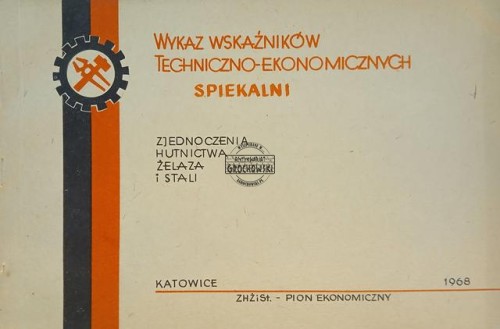 WYKAZ WSKAŹNIKÓW
TECHNICZNO-EKONOMICZNYCH
SPIEKALNI
ZJEDNOCZENIA
HUTNICTWA
ŻELAZA
I STALI
GROCHOWSKI
KATOWICE 1968
ZHŻiSt. - PION EKONOMICZNY